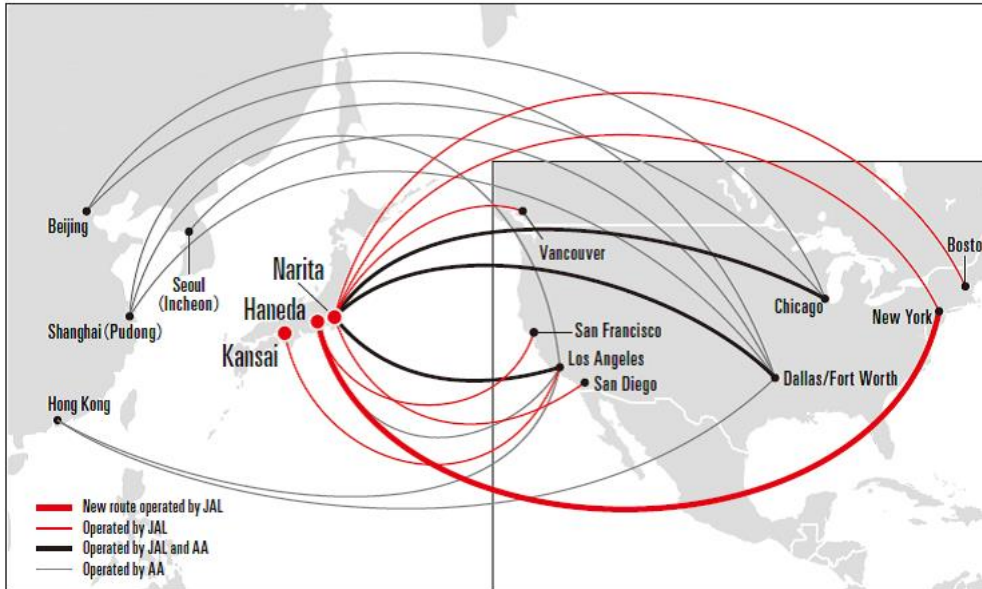 Beijing
Seoul
(Incheon)
Shanghai (Pudong)
Hong Kong
Narita
Haneda
Kansai
Vancouver
San Francisco
Los Angeles
San Diego
Chicago
Bosto
New York
Dallas/Fort Worth
New route operated by JAL
Operated by JAL
Operated by JAL and AA
Operated by AA